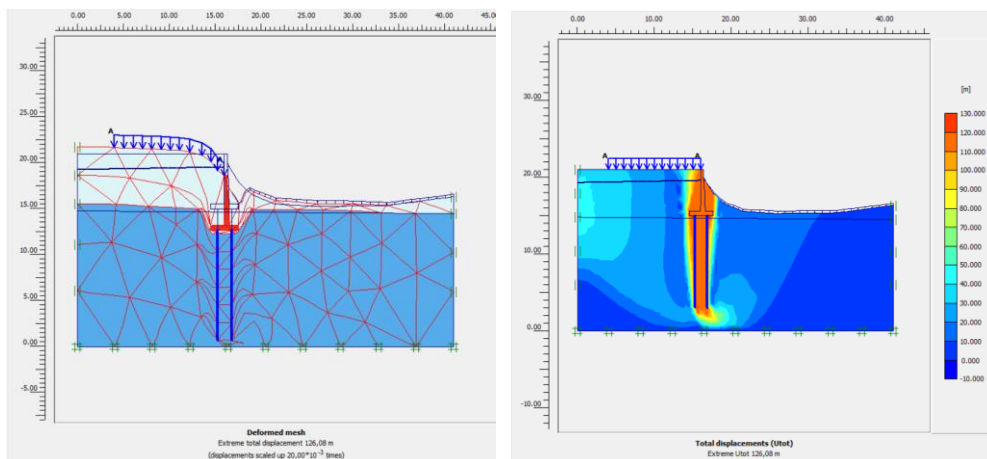 0.00 5.00 10.00 15.00 20.00 25.00 30.00 35.00 40.00 45.00
30.00
25.00
20.00
15.00
10.00
5.00
0.00
-5.00
A
A
Deformed mesh
Extreme total displacement 126,08 m
(displacements scaled up 20,00*10⁻³ times)
0.00 10.00 20.00 30.00 40.00
30.00
20.00
10.00
0.00
-10.00
A A
[m]
130.000
120.000
110.000
100.000
90.000
80.000
70.000
60.000
50.000
40.000
30.000
20.000
10.000
0.000
-10.000
Total displacements (Utot)
Extreme Utot 126,08 m